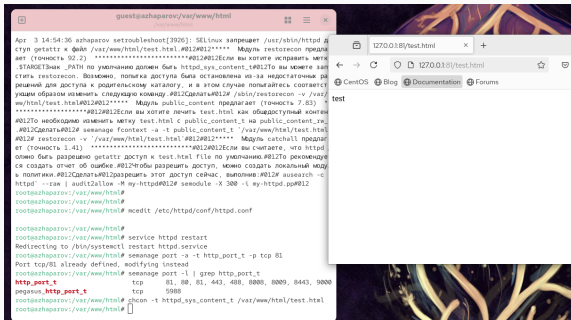 guest@azhaparov:/var/www/html
/var/www/html
Apr  3 14:54:36 azhaparov setroubleshoot[3926]: SELinux запрещает /usr/sbin/httpd д
ступ getattr к файл /var/www/html/test.html.#012#012***** Модуль restorecon предла
ает (точность 92.2) *************************#012#012Если вы хотите исправить метк
.$TARGETЗнак _PATH по умолчанию должен быть httpd_sys_content_t#012То вы можете зап
стить restorecon. Возможно, попытка доступа была остановлена из-за недостаточных ра
решений для доступа к родительскому каталогу, и в этом случае попытайтесь соответст
ующим образом изменить следующую команду.#012Сделать#012# /sbin/restorecon -v /var/
ww/html/test.html#012#012***** Модуль public_content предлагает (точность 7.83) *
******************#012#012Если вы хотите лечить test.html как общедоступный контен
#012То необходимо изменить метку test.html с public_content_t на public_content_re_
.#012Сделать#012# semanage fcontext -a -t public_content_t '/var/www/html/test.html
#012# restorecon -v '/var/www/html/test.html'#012#012***** Модуль catchall предлаг
ет (точность 1.41) **************************#012#012Если вы считаете, что httpd
олжно быть разрешено getattr доступ к test.html file по умолчанию.#012То рекомендуе
ся создать отчет об ошибке.#012Чтобы разрешить доступ, можно создать локальный моду
ь политики.#012Сделать#012разрешить этот доступ сейчас, выполнив:#012# ausearch -c
httpd' --raw | audit2allow -M my-httpd#012# semodule -X 300 -i my-httpd.pp#012
root@azhaparov:/var/www/html#
root@azhaparov:/var/www/html#
root@azhaparov:/var/www/html# mcedit /etc/httpd/conf/httpd.conf

root@azhaparov:/var/www/html#
root@azhaparov:/var/www/html# service httpd restart
Redirecting to /bin/systemctl restart httpd.service
root@azhaparov:/var/www/html# semanage port -a -t http_port_t -p tcp 81
Port tcp/81 already defined, modifying instead
root@azhaparov:/var/www/html# semanage port -l | grep http_port_t
http_port_t                    tcp      81, 80, 81, 443, 488, 8008, 8009, 8443, 9000
pegasus_http_port_t            tcp      5988
root@azhaparov:/var/www/html# chcon -t httpd_sys_content_t /var/www/html/test.html
root@azhaparov:/var/www/html#
127.0.0.1:81/test.html
127.0.0.1:81/test.html
CentOS Blog Documentation Forums
test